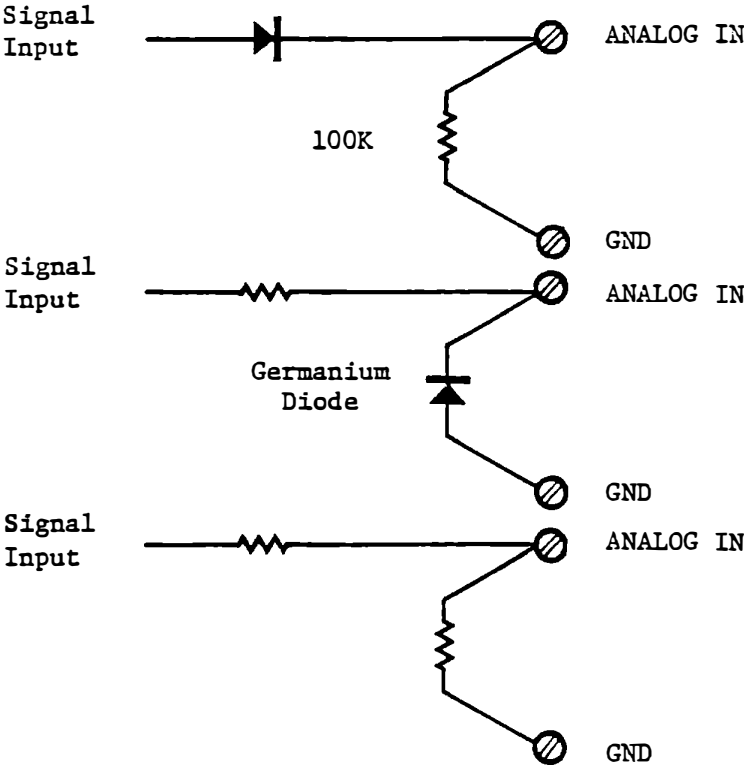 Signal
Input
ANALOG IN
100K
GND
Signal
Input
ANALOG IN
Germanium
Diode
GND
Signal
Input
ANALOG IN
GND